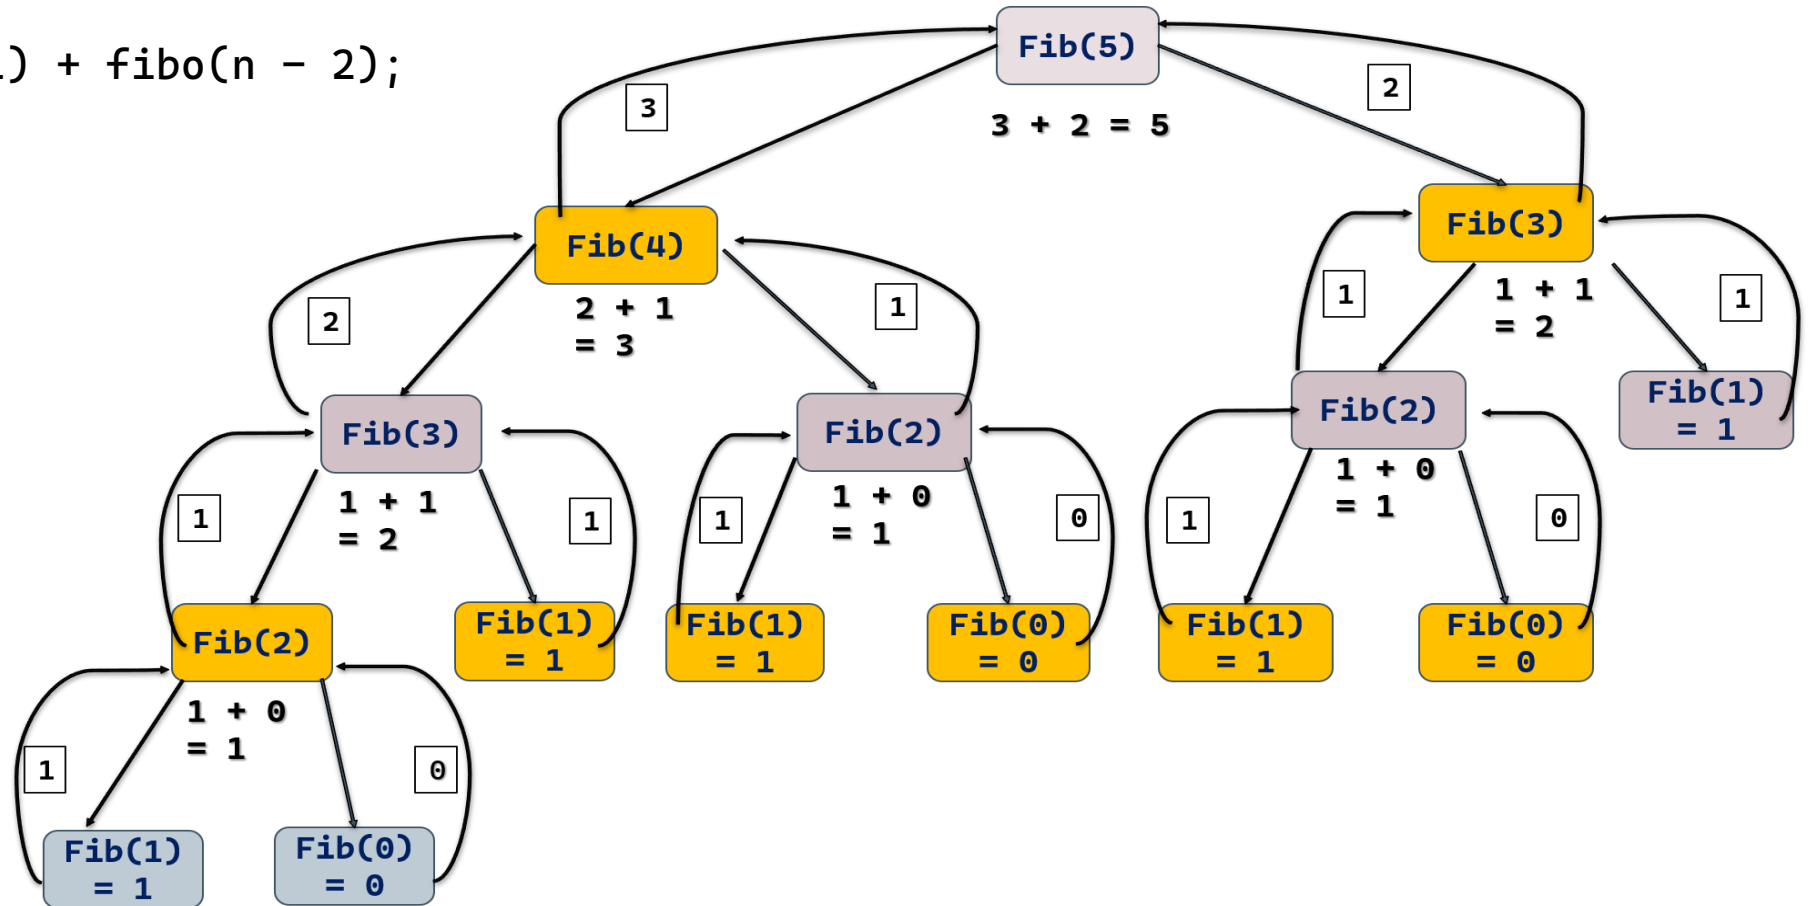 ) + fibo(n - 2);
Fib(5)
3
2
3 + 2 = 5
Fib(4)
Fib(3)
2 + 1
= 3
1 + 1
= 2
2
1
1
1
Fib(3)
Fib(2)
Fib(2)
Fib(1)
= 1
1 + 1
= 2
1 + 0
= 1
1 + 0
= 1
1
1
1
0
1
0
Fib(2)
Fib(1)
= 1
Fib(1)
= 1
Fib(0)
= 0
Fib(1)
= 1
Fib(0)
= 0
1 + 0
= 1
1
0
Fib(1)
= 1
Fib(0)
= 0